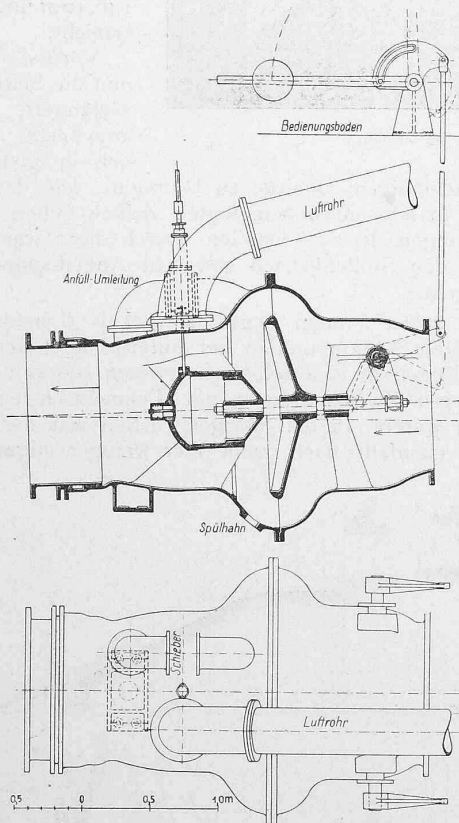 Bedienungsboden
Luftrohr
Anfüll-Umleitung
Spülhahn
Schieber
Luftrohr
0,5 0 0,5 1,0m